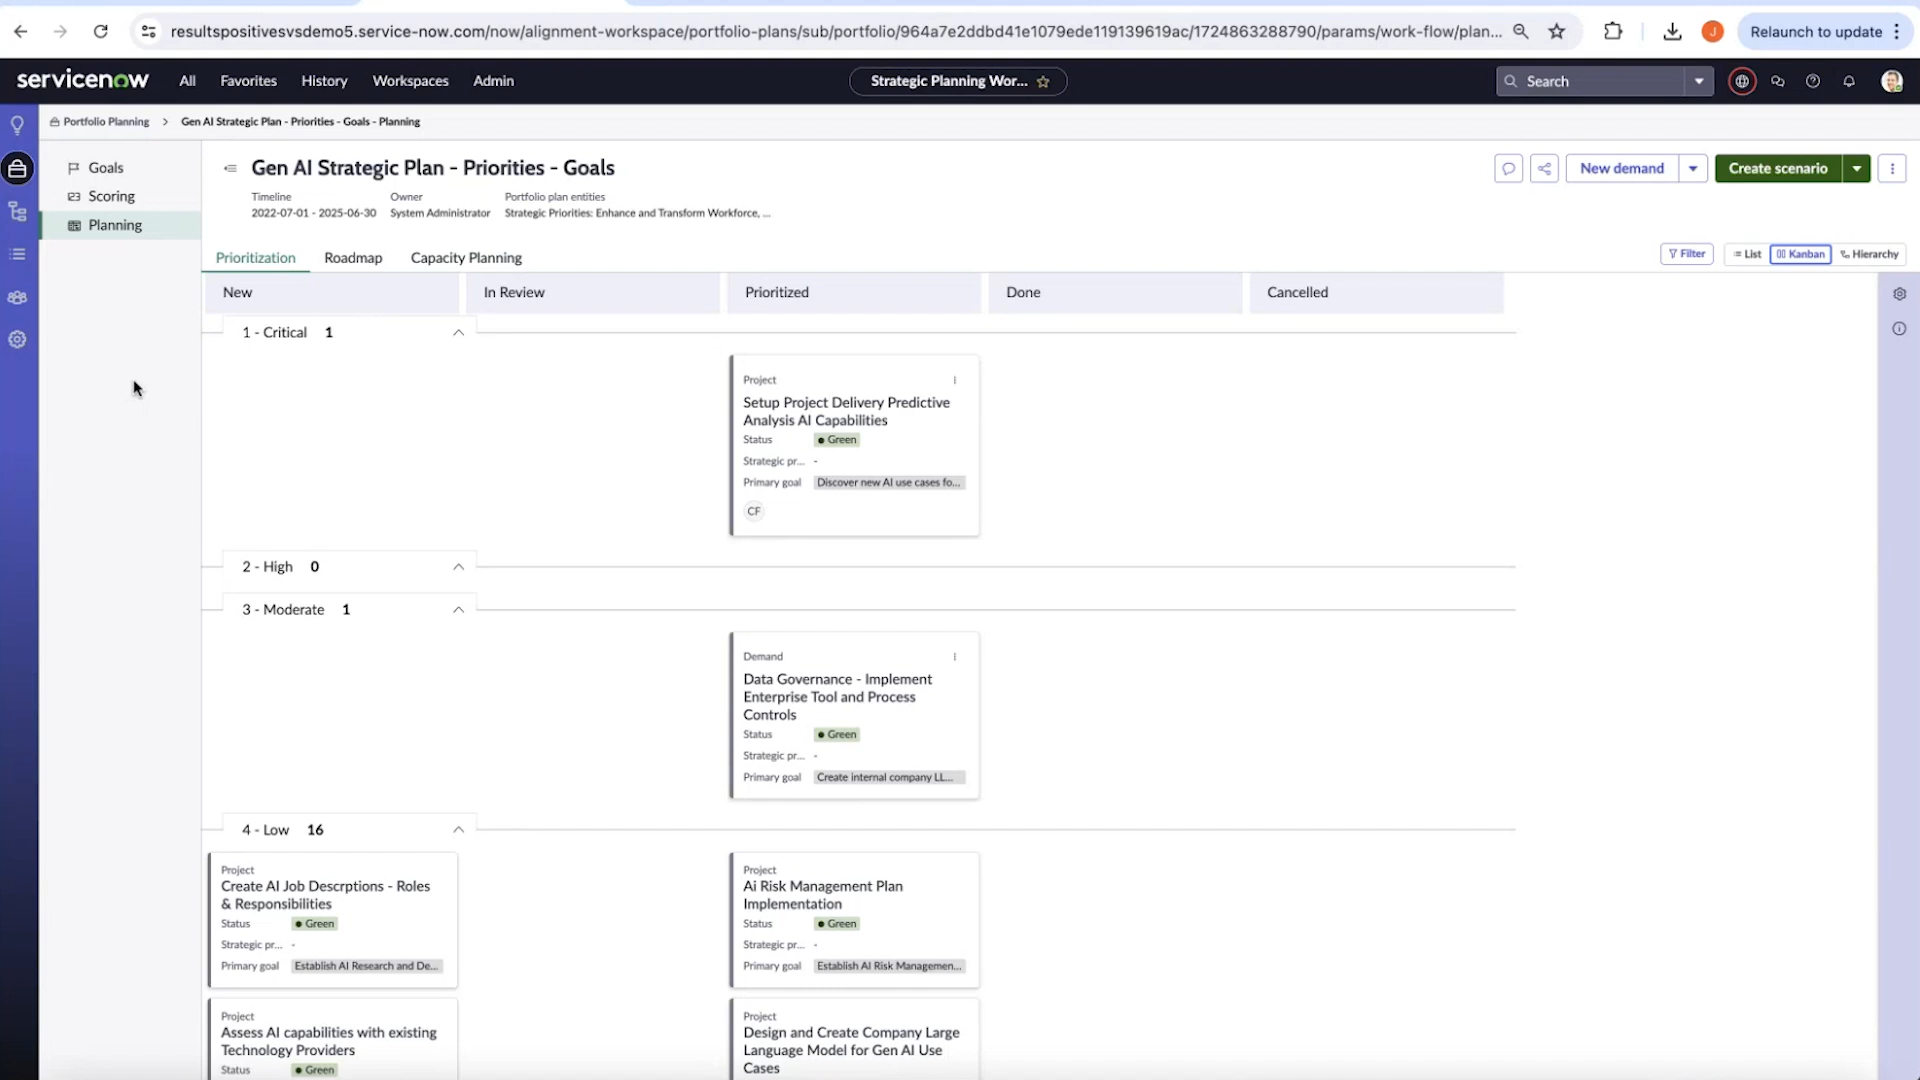 resultspositivesvsdemo5.service-now.com/now/alignment-workspace/portfolio-plans/sub/portfolio/964a7e2ddbd41e1079ede119139619ac/1724863288790/params/work-flow/plan...
J
Relaunch to update
servicenow
All
Favorites
History
Workspaces
Admin
Strategic Planning Wor...
Search
Portfolio Planning > Gen AI Strategic Plan - Priorities - Goals - Planning
Goals
Scoring
Planning
Gen AI Strategic Plan - Priorities - Goals
Timeline
2022-07-01 - 2025-06-30
Owner
System Administrator
Portfolio plan entities
Strategic Priorities: Enhance and Transform Workforce, ...
New demand
Create scenario
Prioritization
Roadmap
Capacity Planning
Filter
List
Kanban
Hierarchy
New
In Review
Prioritized
Done
Cancelled
1 - Critical 1
Project
Setup Project Delivery Predictive
Analysis AI Capabilities
Status Green
Strategic pr... -
Primary goal Discover new AI use cases fo...
CF
2 - High 0
3 - Moderate 1
Demand
Data Governance - Implement
Enterprise Tool and Process
Controls
Status Green
Strategic pr... -
Primary goal Create internal company LL...
4 - Low 16
Project
Create AI Job Descrptions - Roles
& Responsibilities
Status Green
Strategic pr... -
Primary goal Establish AI Research and De...
Project
Ai Risk Management Plan
Implementation
Status Green
Strategic pr... -
Primary goal Establish AI Risk Managemen...
Project
Assess AI capabilities with existing
Technology Providers
Status Green
Project
Design and Create Company Large
Language Model for Gen AI Use
Cases